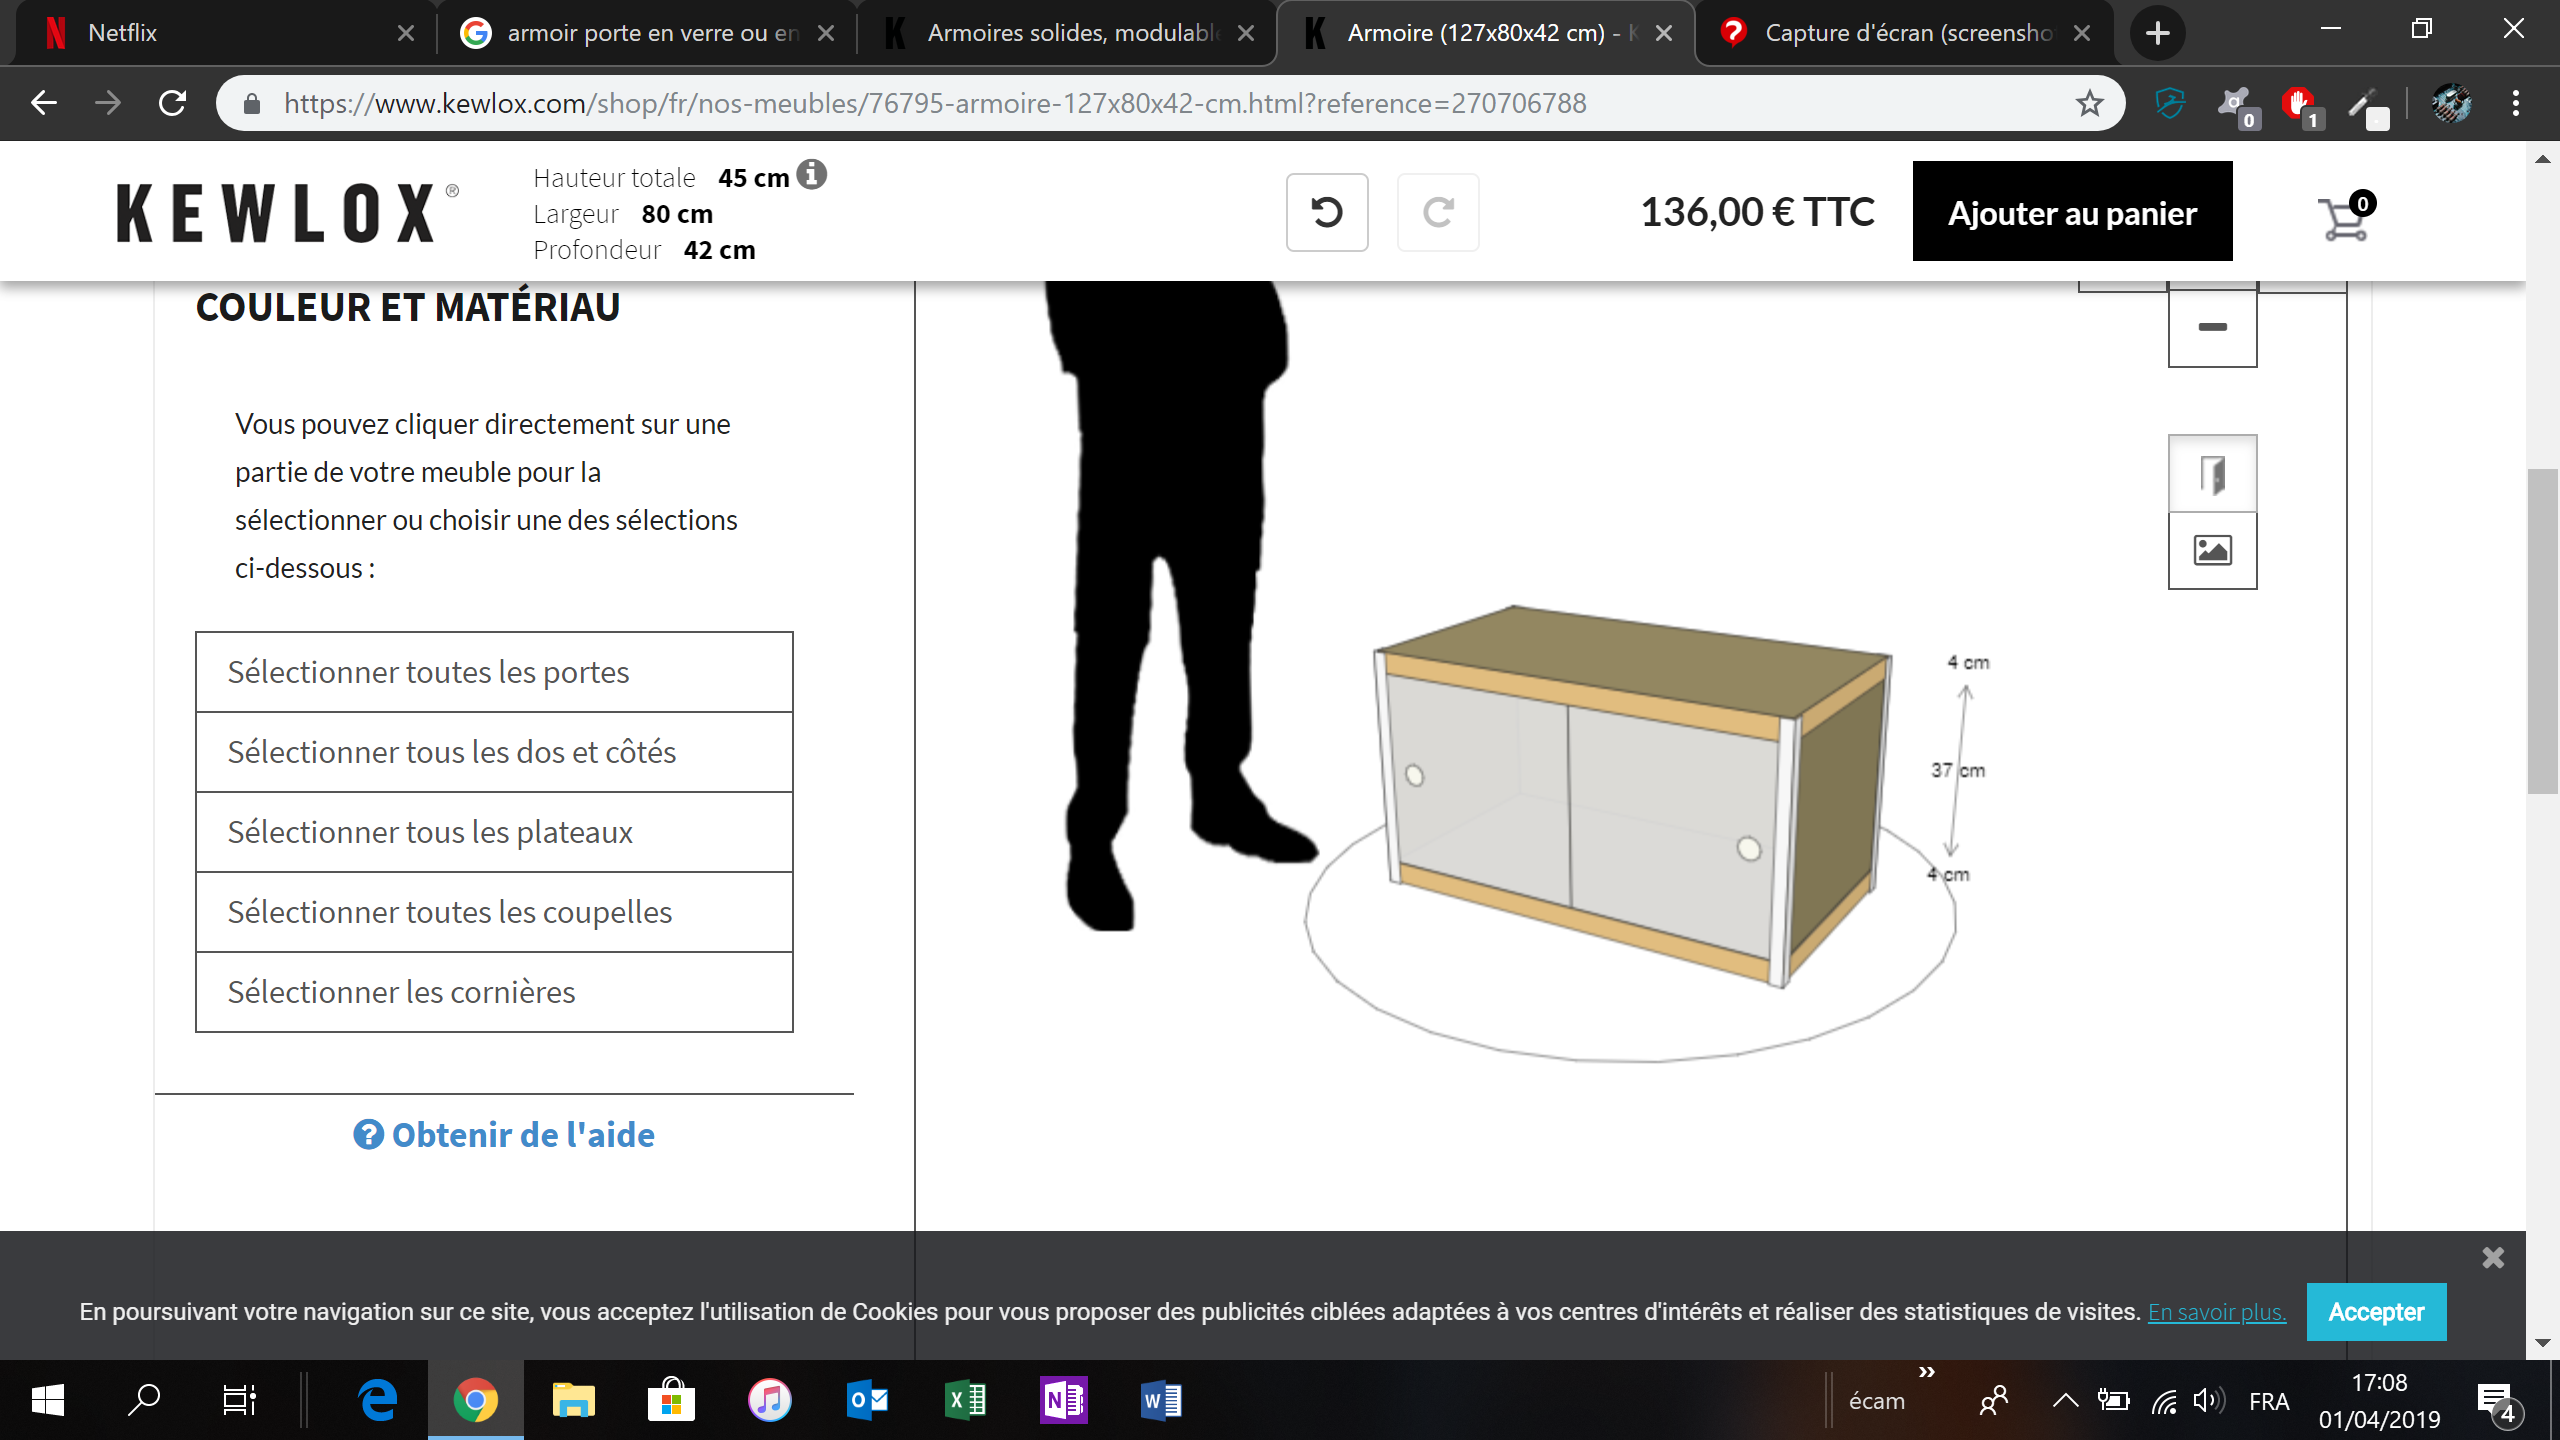 Netflix
armoir porte en verre ou en
Armoires solides, modulable
Armoire (127x80x42 cm) - K
Capture d'écran (screensho
https://www.kewlox.com/shop/fr/nos-meubles/76795-armoire-127x80x42-cm.html?reference=270706788
0
1
KEWLOX®
Hauteur totale 45 cm
Largeur 80 cm
Profondeur 42 cm
136,00 € TTC
Ajouter au panier
0
COULEUR ET MATÉRIAU
Vous pouvez cliquer directement sur une
partie de votre meuble pour la
sélectionner ou choisir une des sélections
ci-dessous :
Sélectionner toutes les portes
Sélectionner tous les dos et côtés
Sélectionner tous les plateaux
Sélectionner toutes les coupelles
Sélectionner les cornières
Obtenir de l'aide
4 cm
37 cm
4 cm
En poursuivant votre navigation sur ce site, vous acceptez l'utilisation de Cookies pour vous proposer des publicités ciblées adaptées à vos centres d'intérêts et réaliser des statistiques de visites. En savoir plus.
Accepter
écam
FRA
17:08
01/04/2019
4